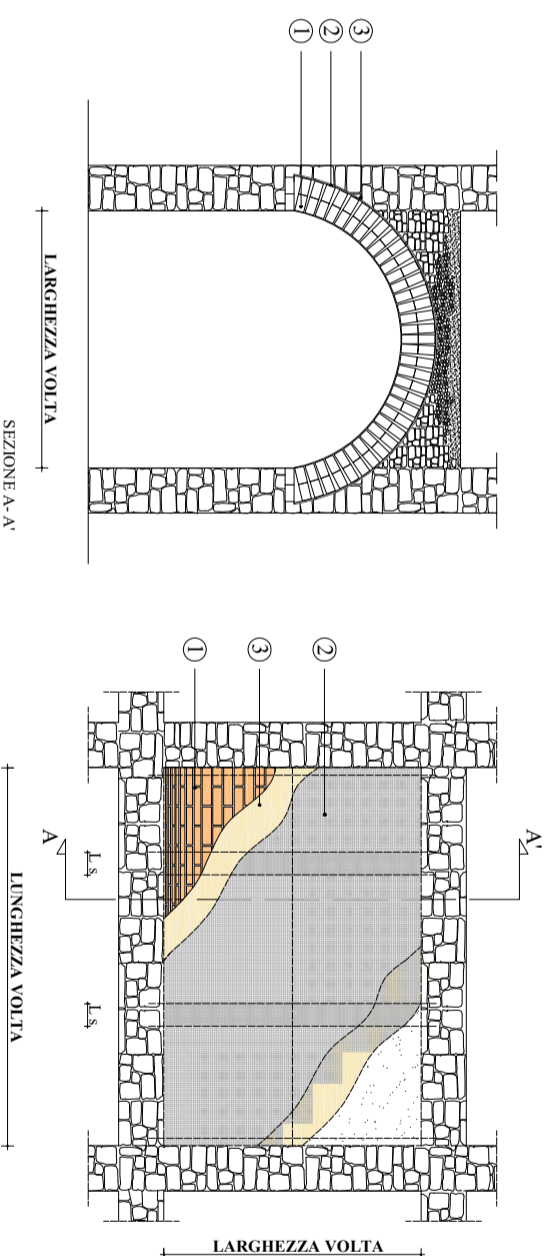 ①
②
③
LARGHEZZA VOLTA
SEZIONE A- A'
①
③
②
A
A'
Ls
Ls
LUNGHEZZA VOLTA
LARGHEZZA VOLTA